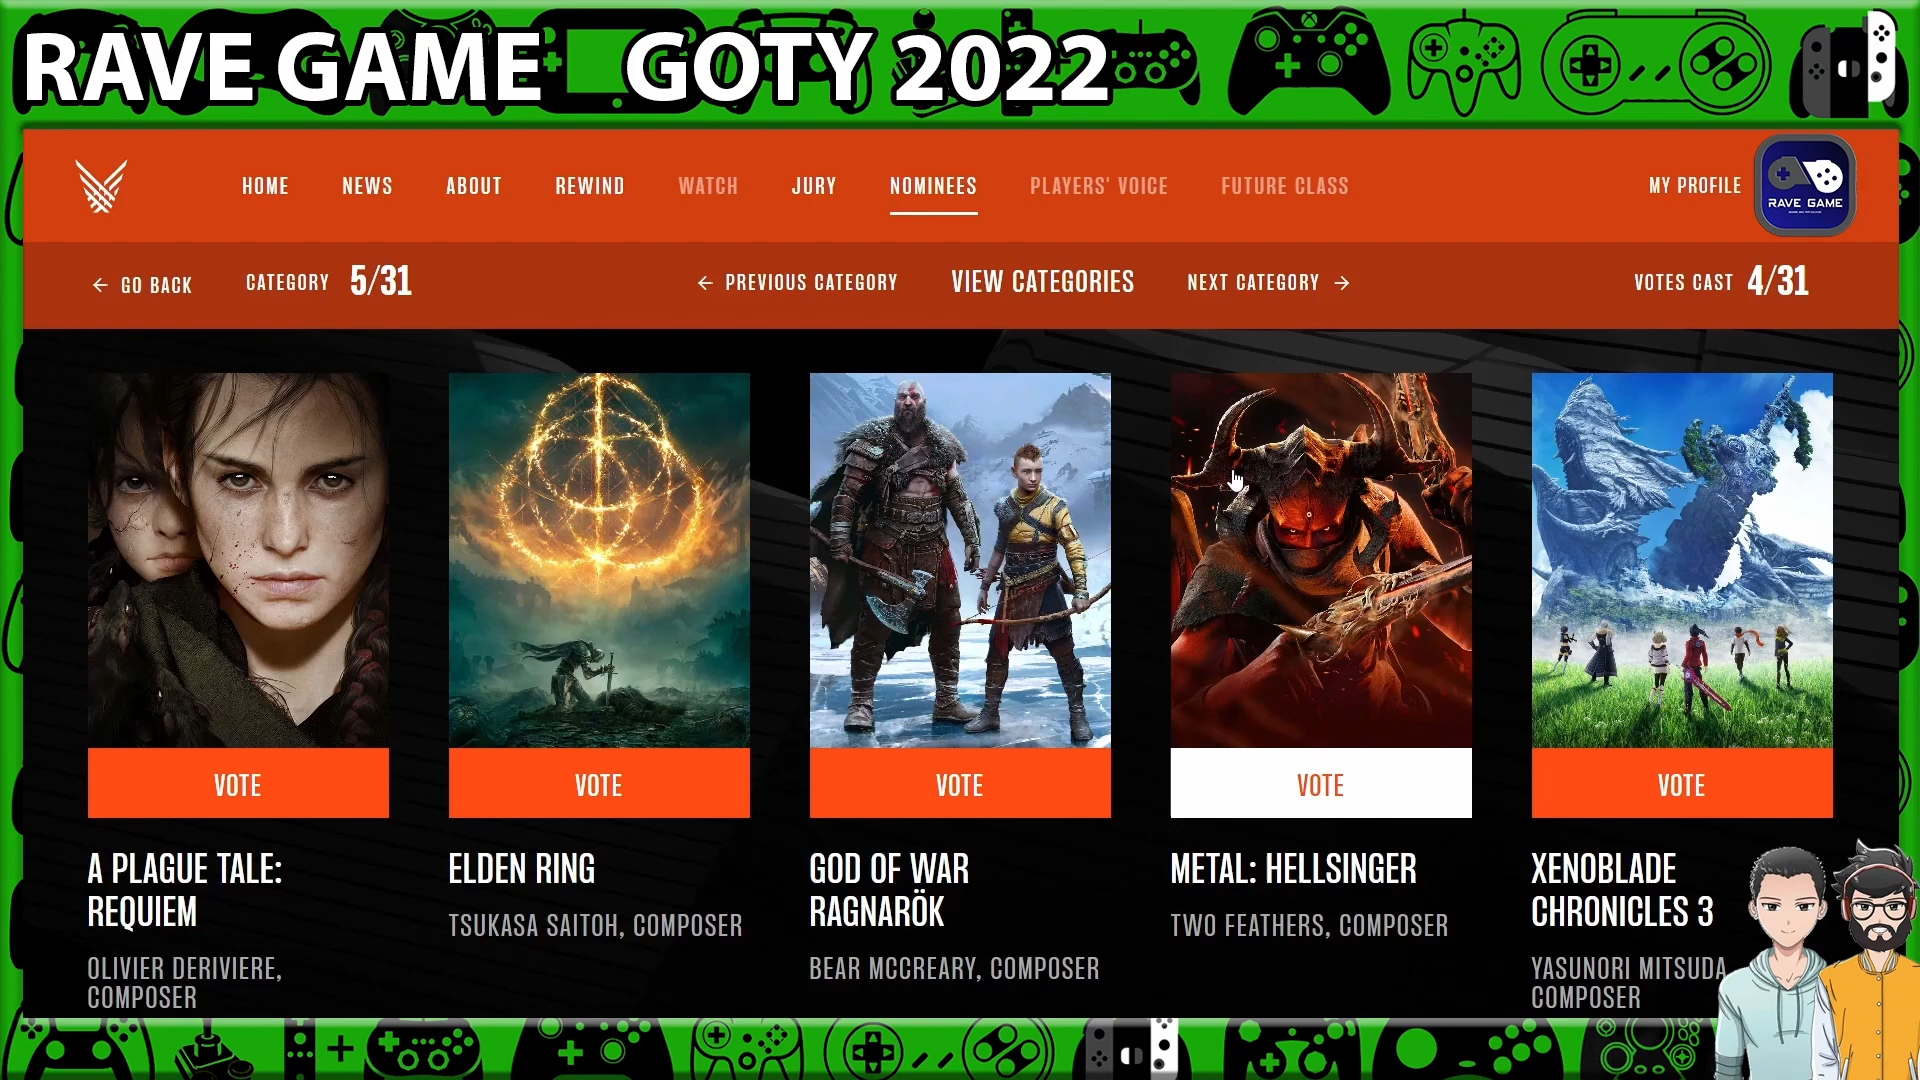 RAVE GAME GOTY 2022
HOME NEWS ABOUT REWIND WATCH JURY NOMINEES PLAYERS' VOICE FUTURE CLASS MY PROFILE
RAVE GAME
← GO BACK CATEGORY 5/31 ← PREVIOUS CATEGORY VIEW CATEGORIES NEXT CATEGORY → VOTES CAST 4/31
VOTE VOTE VOTE VOTE VOTE
A PLAGUE TALE:
REQUIEM
OLIVIER DERIVIERE,
COMPOSER
ELDEN RING
TSUKASA SAITOH, COMPOSER
GOD OF WAR
RAGNARÖK
BEAR MCCREARY, COMPOSER
METAL: HELLSINGER
TWO FEATHERS, COMPOSER
XENOBLADE
CHRONICLES 3
YASUNORI MITSUDA
COMPOSER